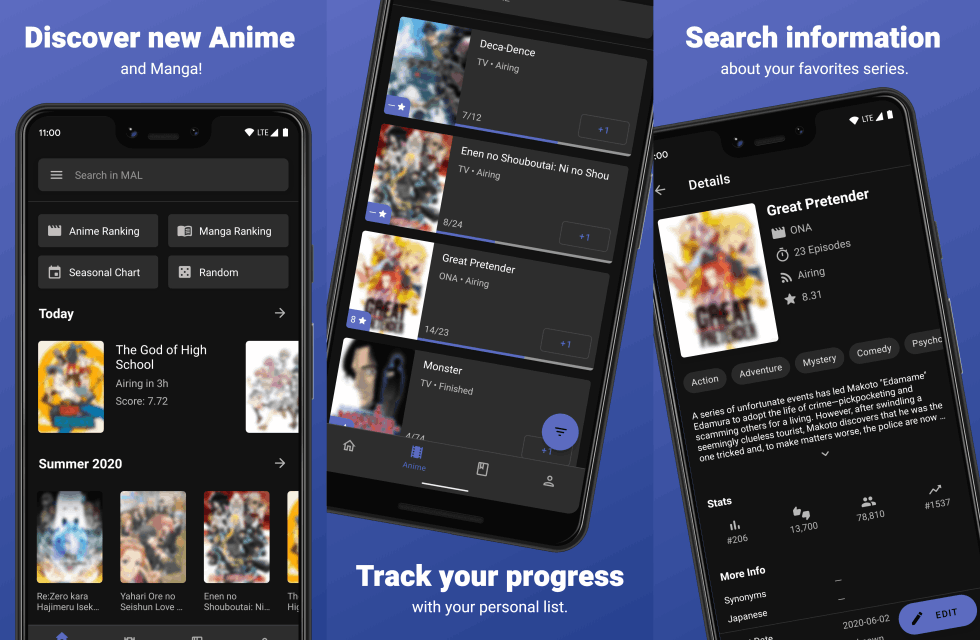 Discover new Anime
and Manga!
11:00
LTE
Search in MAL
Anime Ranking
Manga Ranking
Seasonal Chart
Random
Today
The God of High
School
Airing in 3h
Score: 7.72
Summer 2020
Re:Zero kara
Hajimeru Isek...
Yahari Ore no
Seishun Love ...
Enen no
Shouboutai: Ni...
Th
Hi
Deca-Dence
TV • Airing
7/12
+1
Enen no Shouboutai: Ni no Shou
TV • Airing
8/24
+1
Great Pretender
ONA • Airing
8
14/23
+1
GREAT
Monster
TV • Finished
4/74
+1
Anime
Track your progress
with your personal list.
Search information
about your favorites series.
:00
LTE
Details
Great Pretender
ONA
23 Episodes
Airing
8.31
GREAT
Action
Adventure
Mystery
Comedy
Psycho
A series of unfortunate events has led Makoto "Edamame"
Edamura to adopt the life of crime—pickpocketing and
scamming others for a living. However, after swindling a
seemingly clueless tourist, Makoto discovers that he was the
one tricked and, to make matters worse, the police are now ...
Stats
#206
13,700
78,810
#1537
More Info
Synonyms
—
Japanese
—
2020-06-02
EDIT